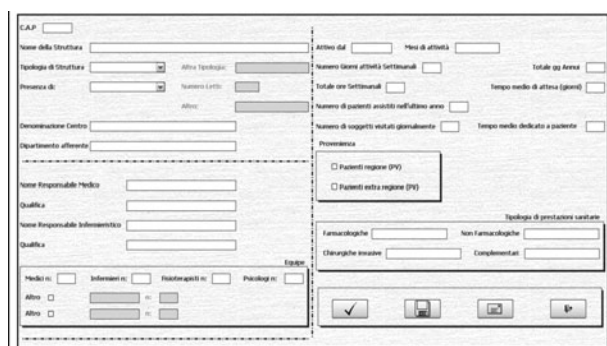 C.A.P
Nome della Struttura
Tipologia di Struttura
Altra Tipologia:
Presenza di:
Numero Letti:
Altro:
Denominazione Centro
Dipartimento afferente
Nome Responsabile Medico
Qualifica
Nome Responsabile Infermieristico
Qualifica
Equipe
Medici n: Infermieri n: Fisioterapisti n: Psicologi n:
Altro n:
Altro n:
Attivo dal Mesi di attività
Numero Giorni attività Settimanali Totale gg Annui
Totale ore Settimanali Tempo medio di attesa (giorni)
Numero di pazienti assistiti nell'ultimo anno
Numero di soggetti visitati giornalmente Tempo medio dedicato a paziente
Provenienza
Pazienti regione (PV)
Pazienti extra regione (PV)
Tipologia di prestazioni sanitarie
Farmacologiche Non Farmacologiche
Chirurgiche invasive Complementari